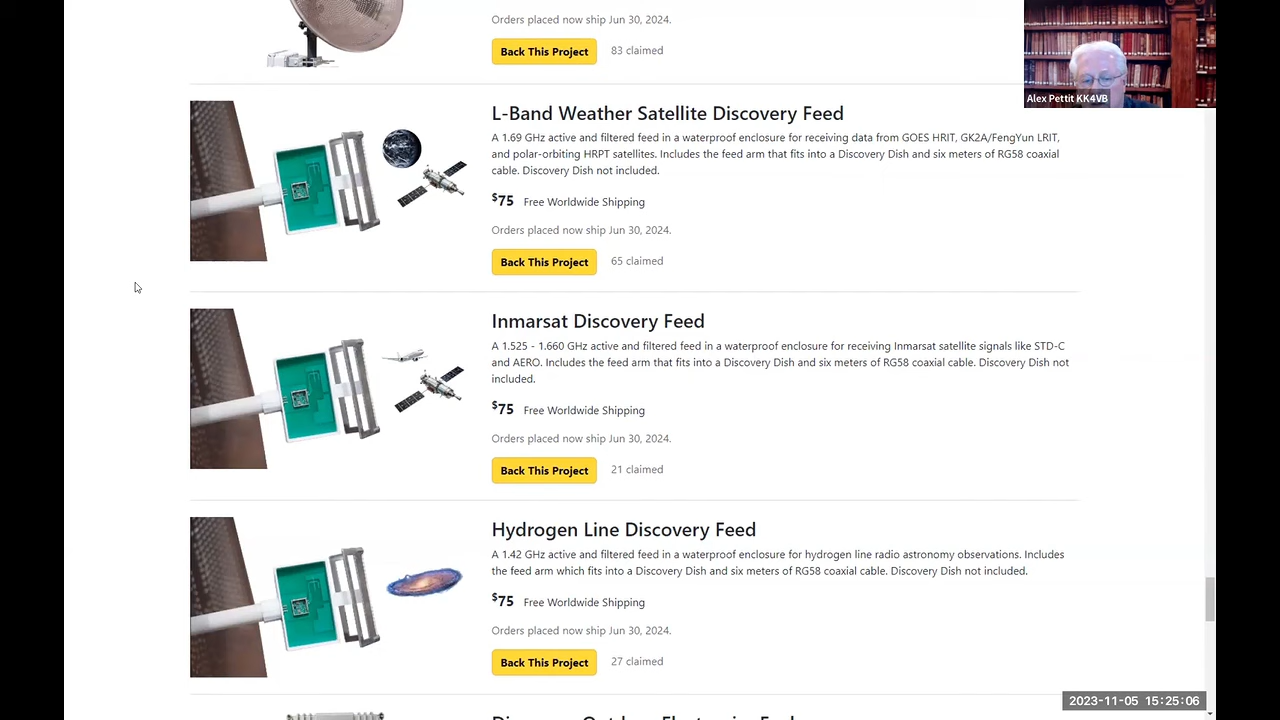 Orders placed now ship Jun 30, 2024.
Back This Project 83 claimed
Alex Pettit KK4VB
L-Band Weather Satellite Discovery Feed
A 1.69 GHz active and filtered feed in a waterproof enclosure for receiving data from GOES HRIT, GK2A/FengYun LRIT,
and polar-orbiting HRPT satellites. Includes the feed arm that fits into a Discovery Dish and six meters of RG58 coaxial
cable. Discovery Dish not included.
$75 Free Worldwide Shipping
Orders placed now ship Jun 30, 2024.
Back This Project 65 claimed
Inmarsat Discovery Feed
A 1.525 - 1.660 GHz active and filtered feed in a waterproof enclosure for receiving Inmarsat satellite signals like STD-C
and AERO. Includes the feed arm that fits into a Discovery Dish and six meters of RG58 coaxial cable. Discovery Dish not
included.
$75 Free Worldwide Shipping
Orders placed now ship Jun 30, 2024.
Back This Project 21 claimed
Hydrogen Line Discovery Feed
A 1.42 GHz active and filtered feed in a waterproof enclosure for hydrogen line radio astronomy observations. Includes
the feed arm which fits into a Discovery Dish and six meters of RG58 coaxial cable. Discovery Dish not included.
$75 Free Worldwide Shipping
Orders placed now ship Jun 30, 2024.
Back This Project 27 claimed
2023-11-05 15:25:06